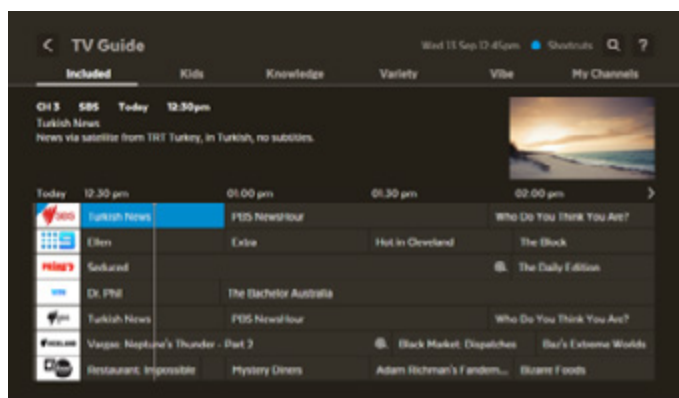 TV Guide
Wed 13 Sep 12:45pm Shortcuts ?
Included Kids Knowledge Variety Vibe My Channels
CH 3 SBS Today 12:30pm
Turkish News
News via satellite from TRT Turkey, in Turkish, no subtitles.
Today 12.30 pm 01.00 pm 01.30 pm 02.00 pm
SBS Turkish News PBS NewsHour Who Do You Think You Are?
Ellen Extra Hot in Cleveland The Block
Seduced The Daily Edition
Dr. Phil The Bachelor Australia
Turkish News PBS NewsHour Who Do You Think You Are?
Vargas: Neptune's Thunder - Part 2 Black Market: Dispatches Baz's Extreme Worlds
Restaurant: Impossible Mystery Diners Adam Richman's Fandem... Bizarre Foods